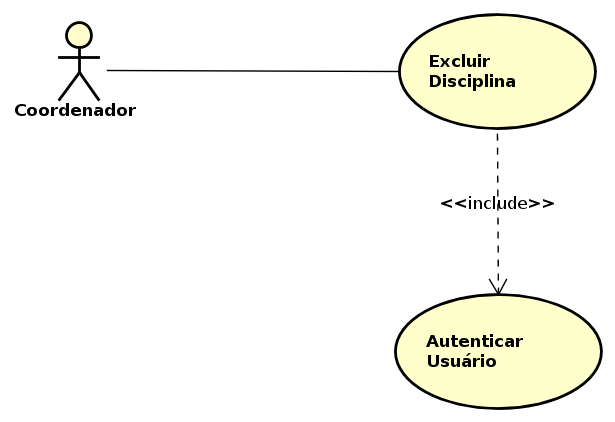 Excluir
Disciplina
Coordenador
<<include>>
Autenticar
Usuário